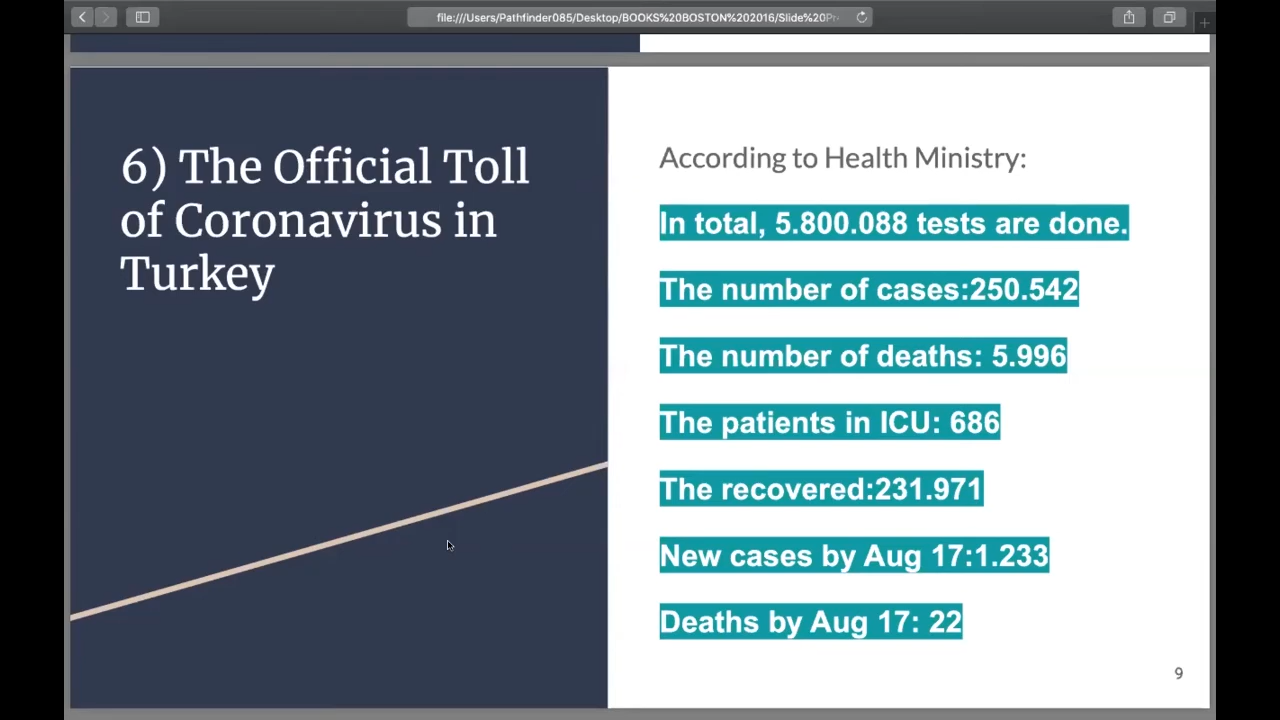 file:///Users/Pathfinder085/Desktop/BOOKS%20BOSTON%202016/Slide%20Pr
6) The Official Toll
of Coronavirus in
Turkey
According to Health Ministry:
In total, 5.800.088 tests are done.
The number of cases:250.542
The number of deaths: 5.996
The patients in ICU: 686
The recovered:231.971
New cases by Aug 17:1.233
Deaths by Aug 17: 22
9